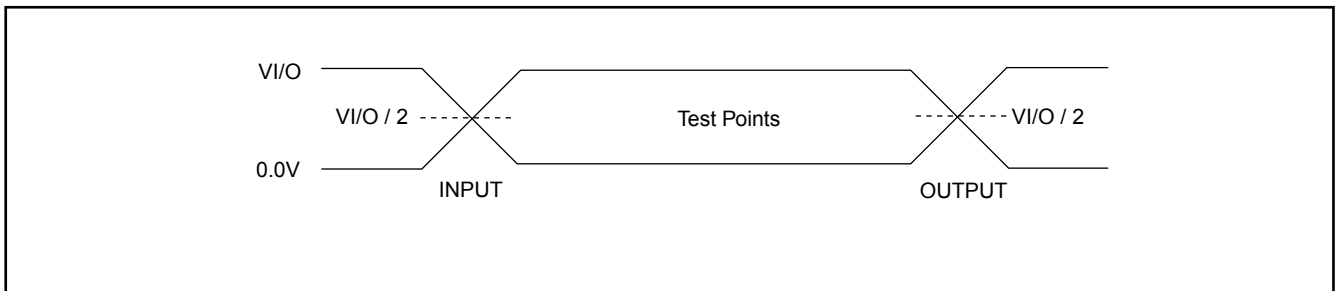 VI/O
VI/O / 2
Test Points
VI/O / 2
0.0V
INPUT
OUTPUT